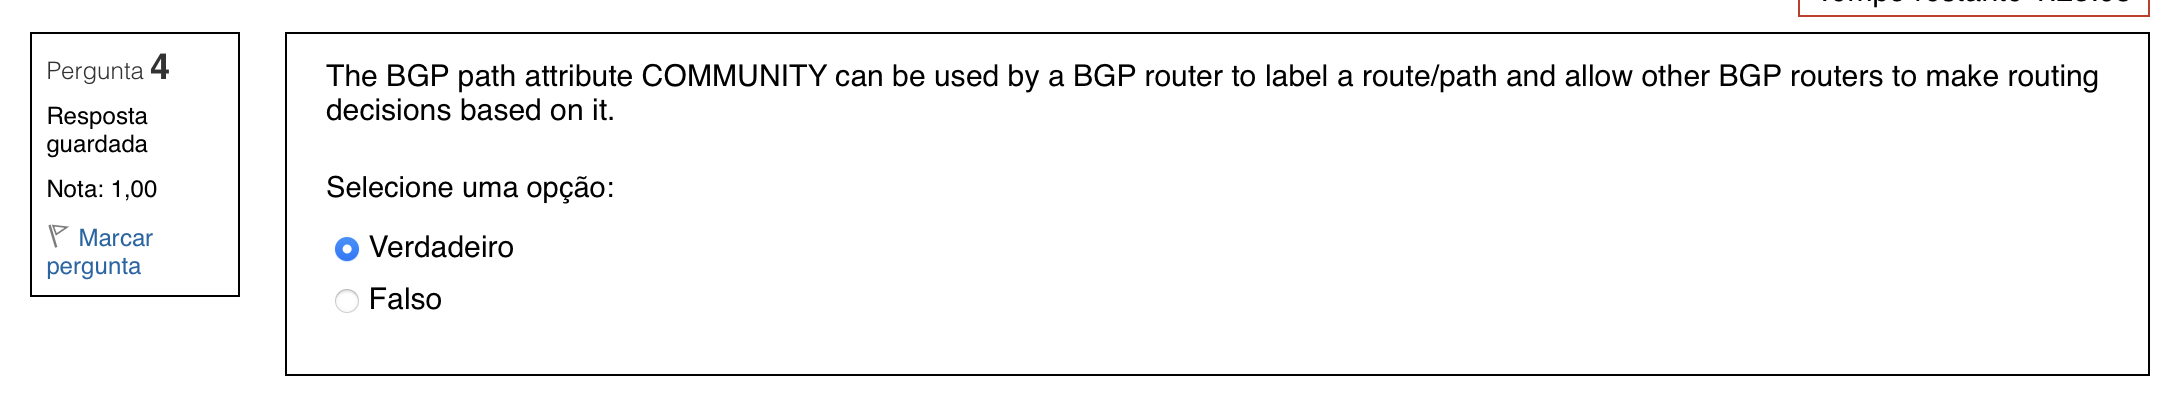 Pergunta 4
Resposta
guardada
Nota: 1,00
Marcar
pergunta
The BGP path attribute COMMUNITY can be used by a BGP router to label a route/path and allow other BGP routers to make routing
decisions based on it.
Selecione uma opção:
Verdadeiro
Falso